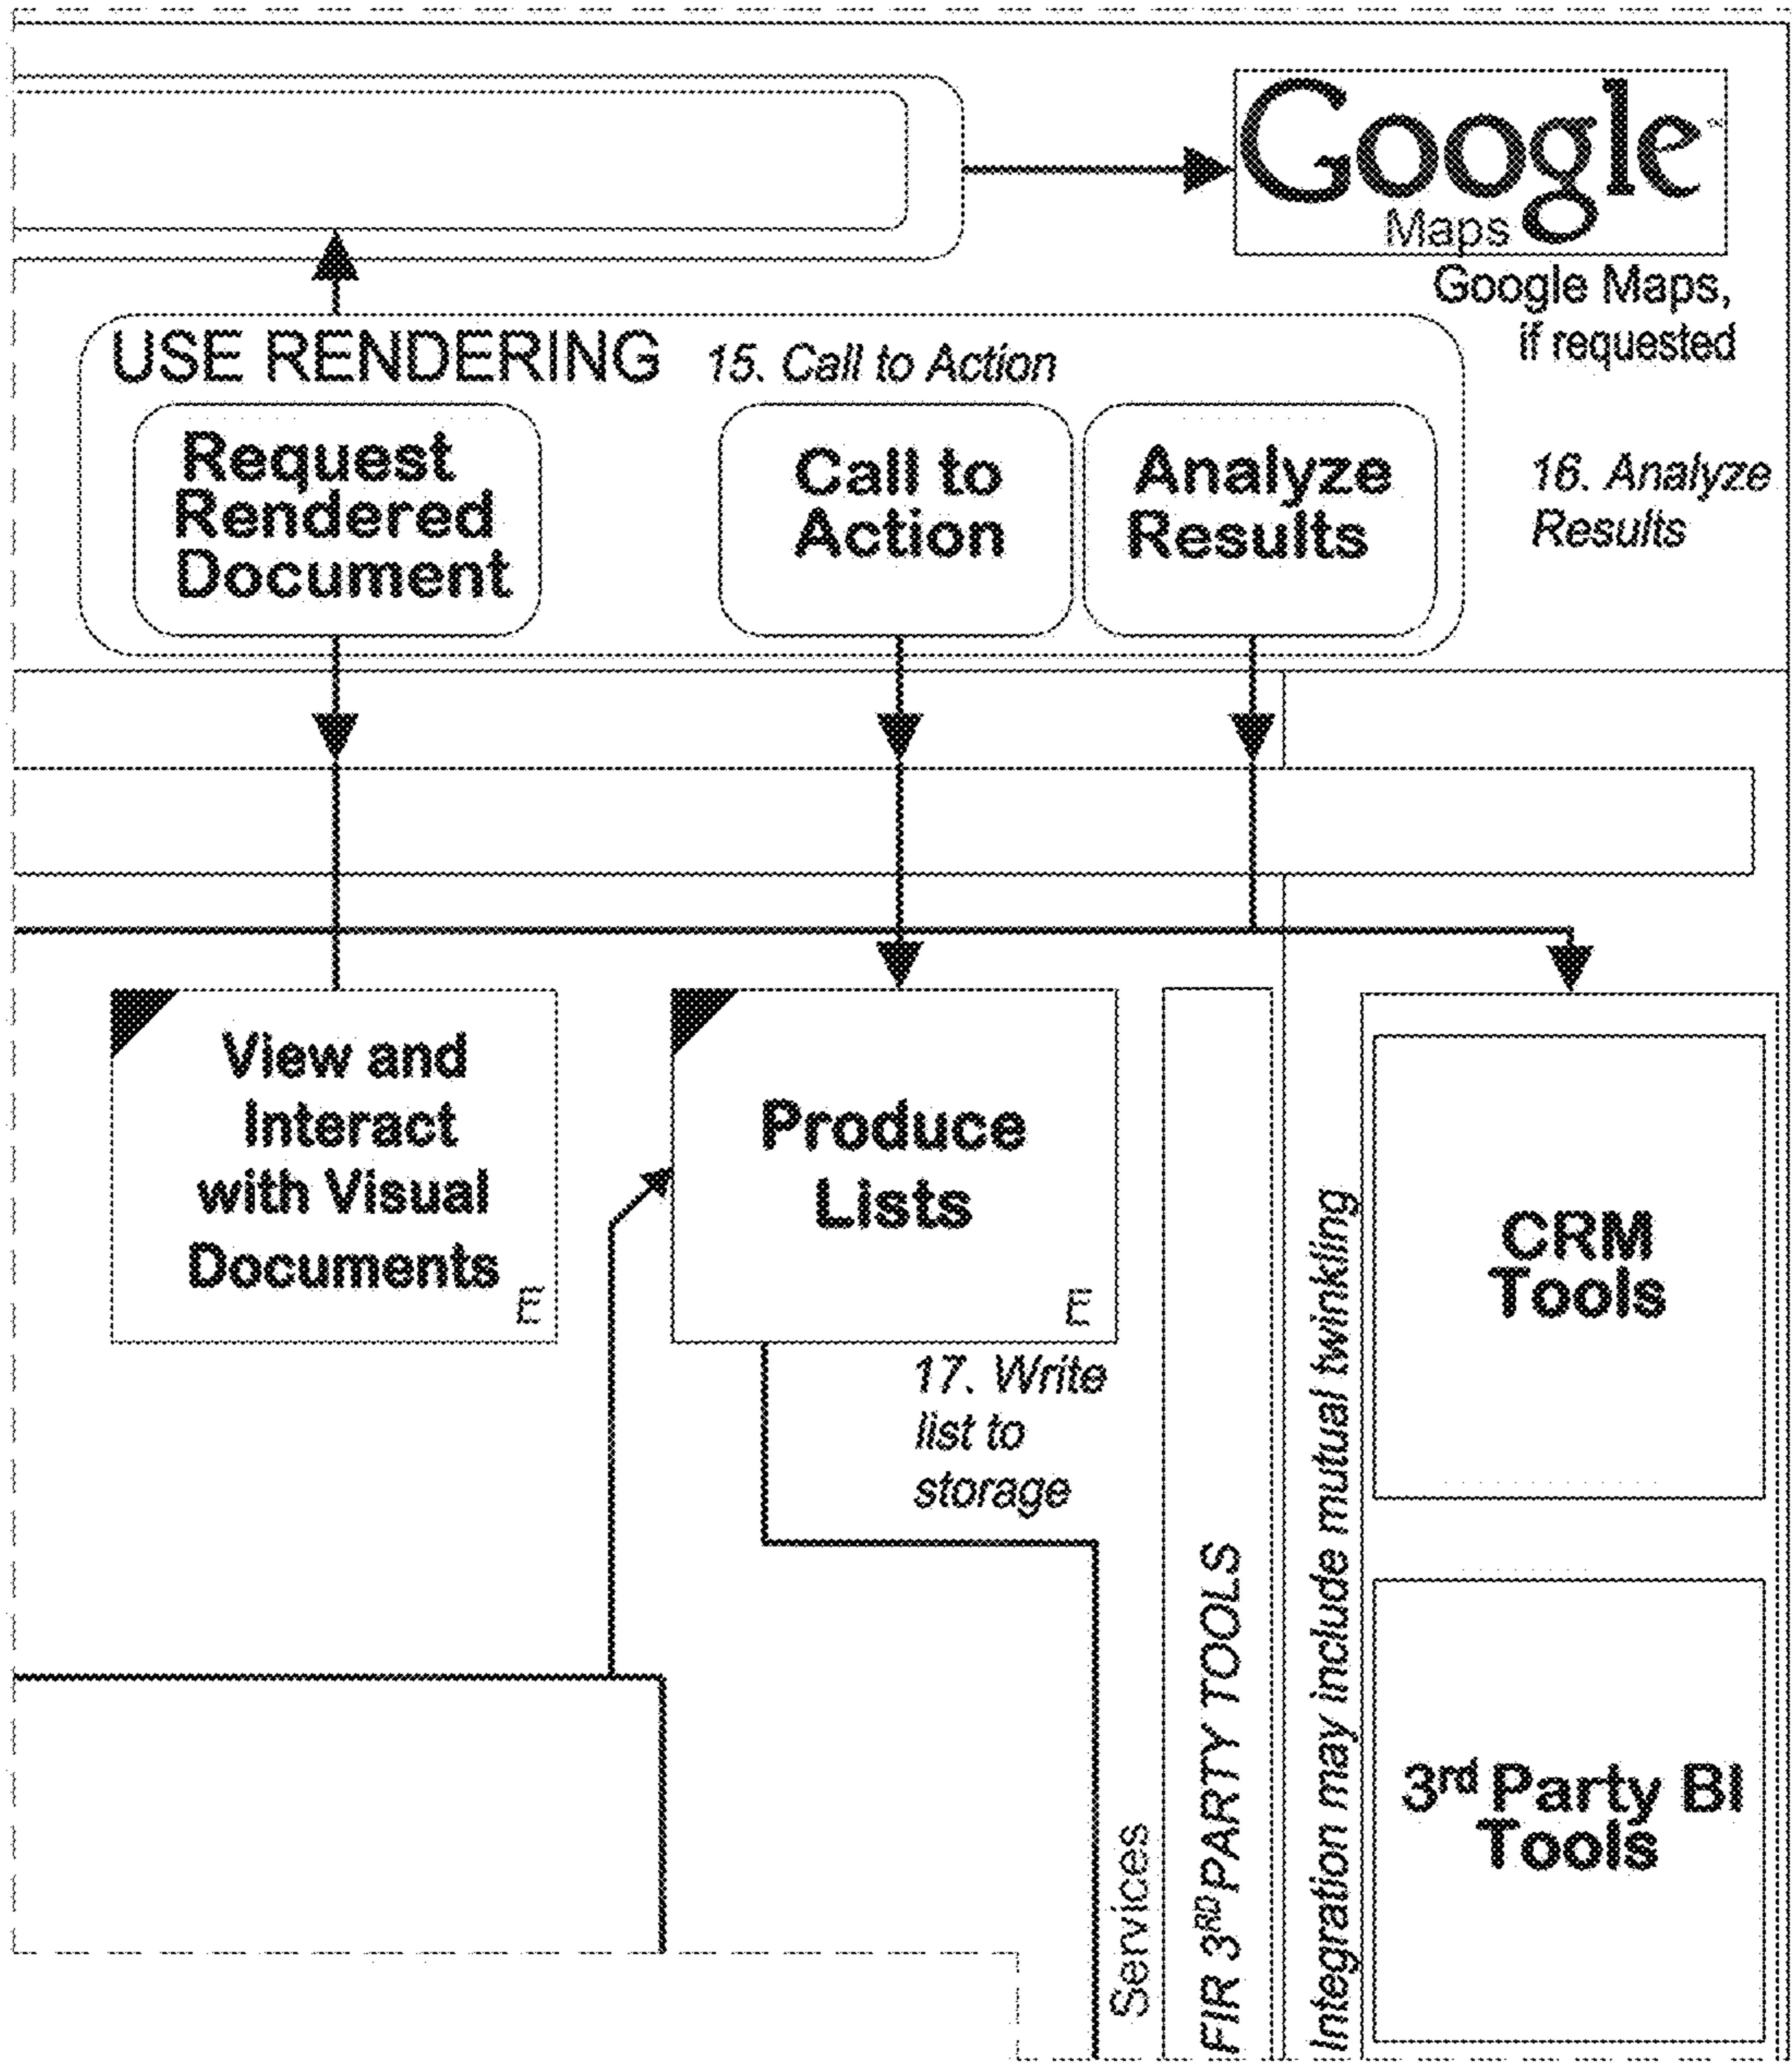 Google
Maps
Google Maps,
if requested
USE RENDERING
15. Call to Action
Request
Rendered
Document
Call to
Action
Analyze
Results
16. Analyze
Results
View and
Interact
with Visual
Documents
E
Produce
Lists
E
17. Write
list to
storage
Services
FIR 3RD PARTY TOOLS
Integration may include mutual twinkling
CRM
Tools
3rd Party BI
Tools